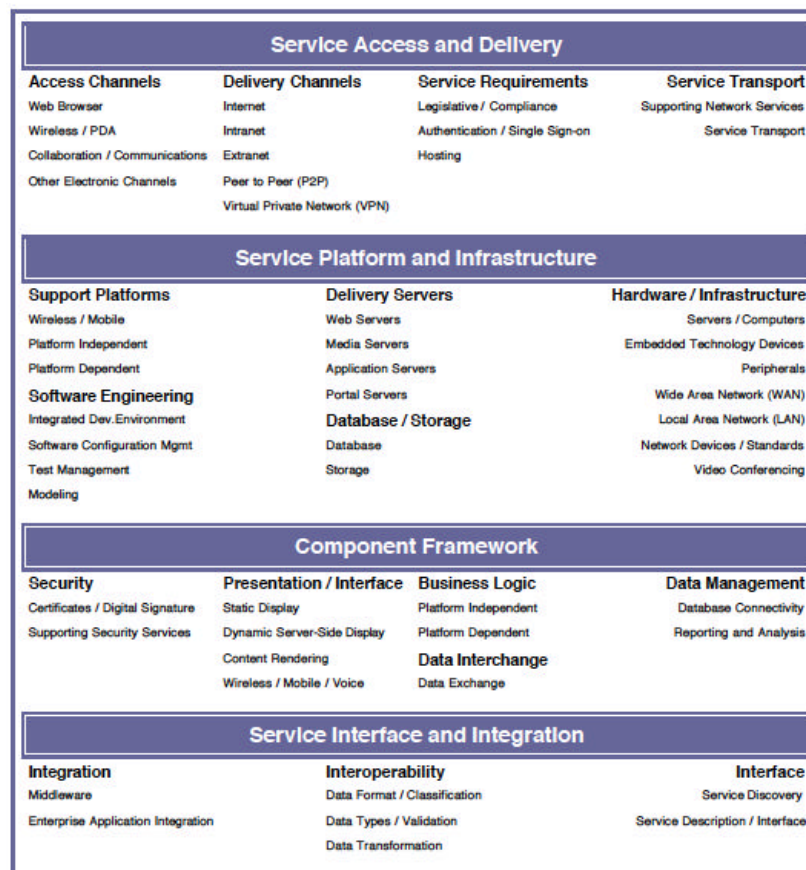 Service Access and Delivery
Access Channels
Web Browser
Wireless / PDA
Collaboration / Communications
Other Electronic Channels
Delivery Channels
Internet
Intranet
Extranet
Peer to Peer (P2P)
Virtual Private Network (VPN)
Service Requirements
Legislative / Compliance
Authentication / Single Sign-on
Hosting
Service Transport
Supporting Network Services
Service Transport
Service Platform and Infrastructure
Support Platforms
Wireless / Mobile
Platform Independent
Platform Dependent
Software Engineering
Integrated Dev.Environment
Software Configuration Mgmt
Test Management
Modeling
Delivery Servers
Web Servers
Media Servers
Application Servers
Portal Servers
Database / Storage
Database
Storage
Hardware / Infrastructure
Servers / Computers
Embedded Technology Devices
Peripherals
Wide Area Network (WAN)
Local Area Network (LAN)
Network Devices / Standards
Video Conferencing
Component Framework
Security
Certificates / Digital Signature
Supporting Security Services
Presentation / Interface
Static Display
Dynamic Server-Side Display
Content Rendering
Wireless / Mobile / Voice
Business Logic
Platform Independent
Platform Dependent
Data Interchange
Data Exchange
Data Management
Database Connectivity
Reporting and Analysis
Service Interface and Integration
Integration
Middleware
Enterprise Application Integration
Interoperability
Data Format / Classification
Data Types / Validation
Data Transformation
Interface
Service Discovery
Service Description / Interface